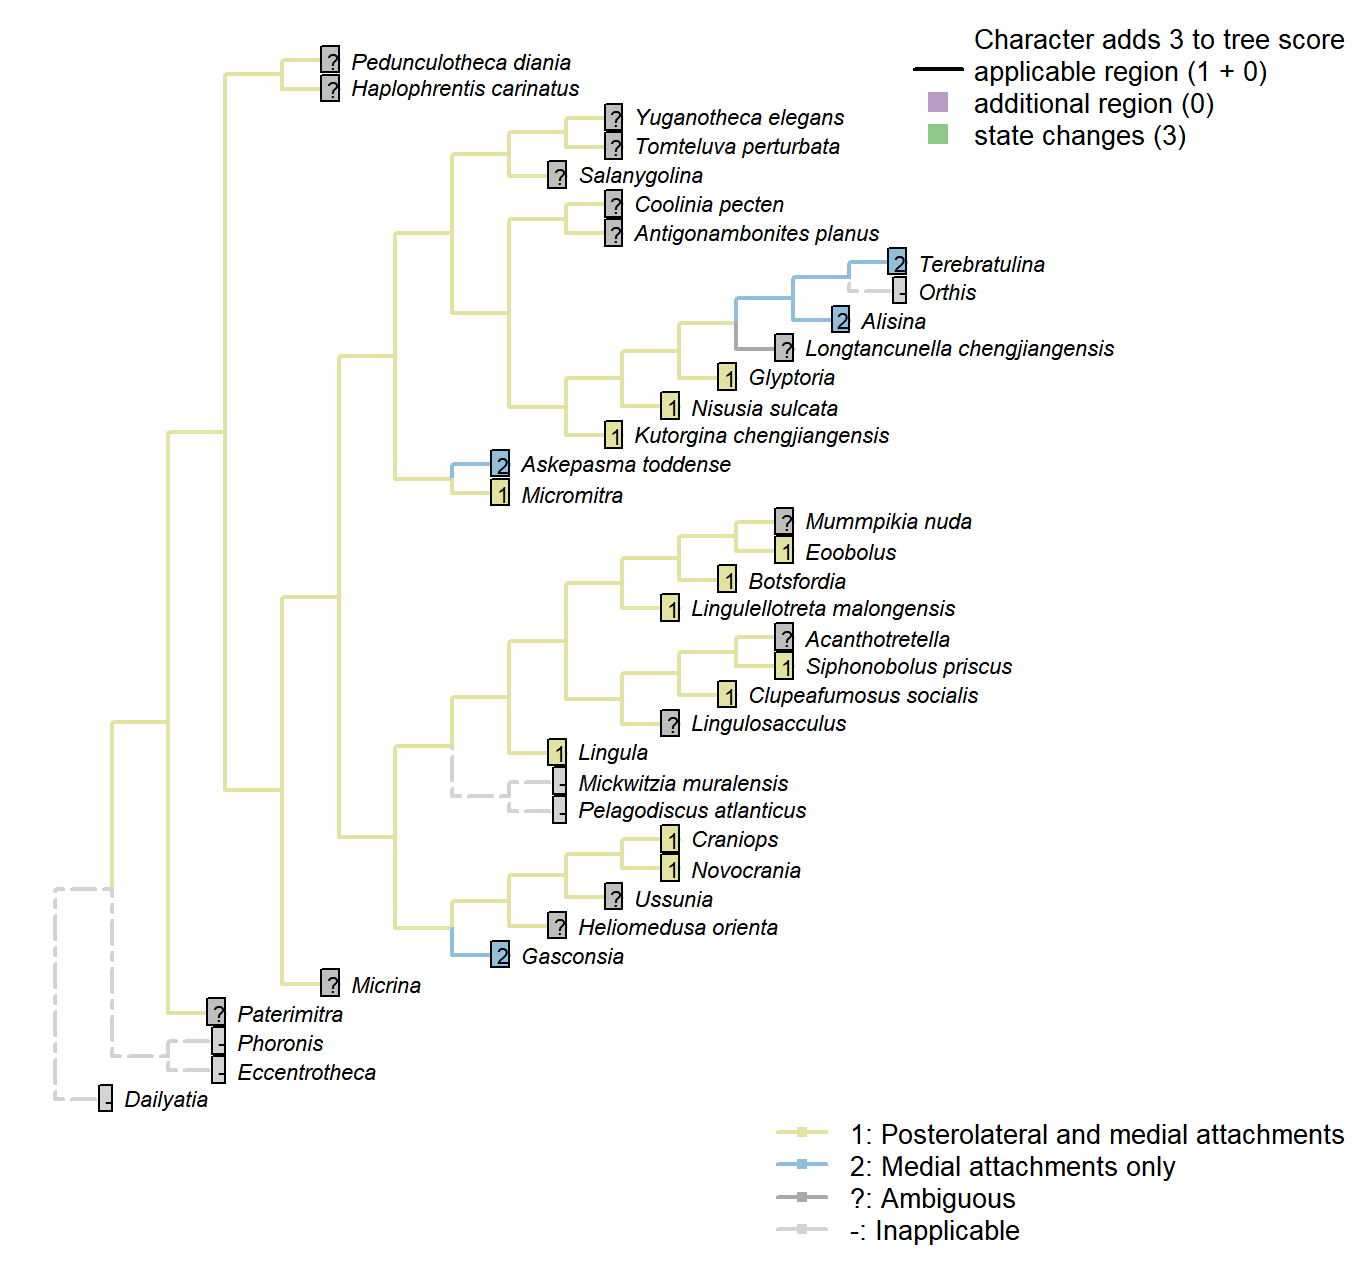 Character adds 3 to tree score
applicable region (1 + 0)
additional region (0)
state changes (3)
? Pedunculotheca diania
? Haplophrentis carinatus
? Yuganotheca elegans
? Tomteluva perturbata
? Salanygolina
? Coolinia pecten
? Antigonambonites planus
2 Terebratulina
- Orthis
2 Alisina
? Longtancunella chengjiangensis
1 Glyptoria
1 Nisusia sulcata
1 Kutorgina chengjiangensis
2 Askepasma toddense
1 Micromitra
? Mummpikia nuda
1 Eoobolus
1 Botsfordia
1 Lingulellotreta malongensis
? Acanthotretella
1 Siphonobolus priscus
1 Clupeafumosus socialis
? Lingulosacculus
1 Lingula
- Mickwitzia muralensis
- Pelagodiscus atlanticus
1 Craniops
1 Novocrania
? Ussunia
? Heliomedusa orienta
2 Gasconsia
? Micrina
? Paterimitra
- Phoronis
- Eccentrotheca
- Dailyatia
1: Posterolateral and medial attachments
2: Medial attachments only
?: Ambiguous
-: Inapplicable